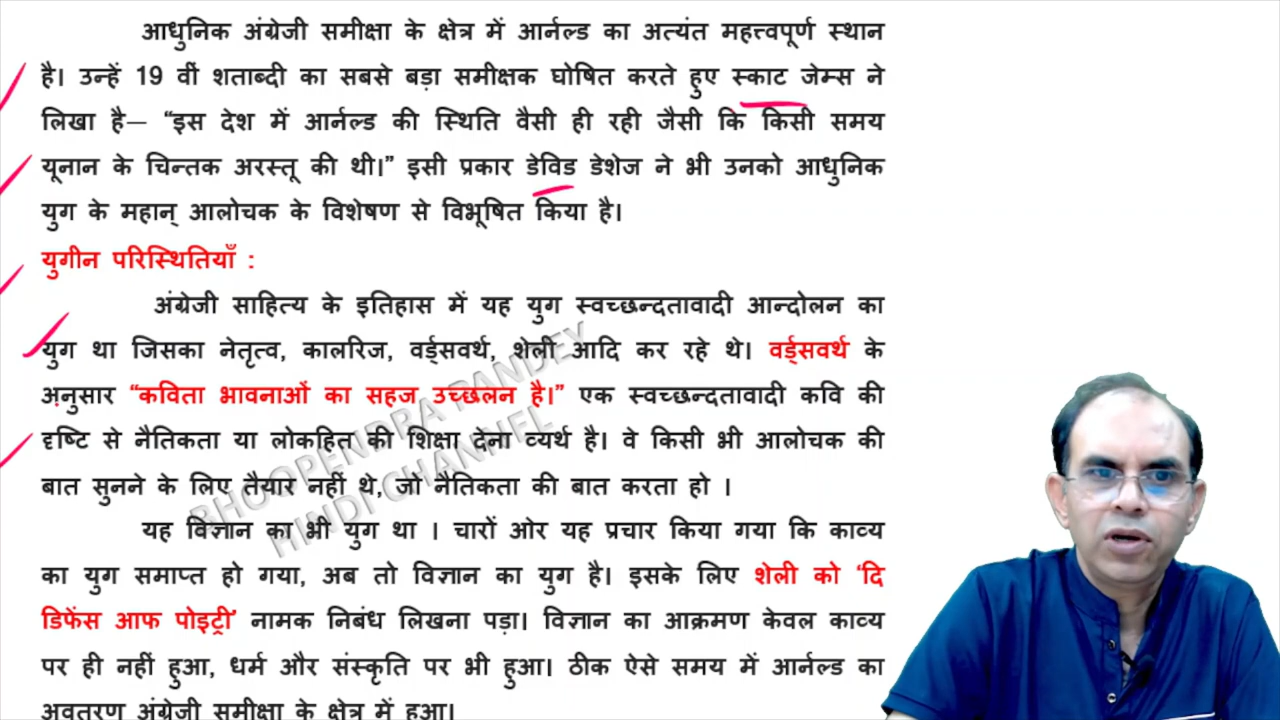 आधुनिक अंग्रेजी समीक्षा के क्षेत्र में आर्नल्ड का अत्यंत महत्त्वपूर्ण स्थान
है। उन्हें 19 वीं शताब्दी का सबसे बड़ा समीक्षक घोषित करते हुए स्काट जेम्स ने
लिखा है— “इस देश में आर्नल्ड की स्थिति वैसी ही रही जैसी कि किसी समय
यूनान के चिन्तक अरस्तू की थी।” इसी प्रकार डेविड डेशेज ने भी उनको आधुनिक
युग के महान् आलोचक के विशेषण से विभूषित किया है।
युगीन परिस्थितियाँ :
अंग्रेजी साहित्य के इतिहास में यह युग स्वच्छन्दतावादी आन्दोलन का
युग था जिसका नेतृत्व, कालरिज, वर्ड्सवर्थ, शेली आदि कर रहे थे। वर्ड्सवर्थ के
अनुसार “कविता भावनाओं का सहज उच्छलन है।” एक स्वच्छन्दतावादी कवि की
दृष्टि से नैतिकता या लोकहित की शिक्षा देना व्यर्थ है। वे किसी भी आलोचक की
बात सुनने के लिए तैयार नहीं थे, जो नैतिकता की बात करता हो ।
यह विज्ञान का भी युग था । चारों ओर यह प्रचार किया गया कि काव्य
का युग समाप्त हो गया, अब तो विज्ञान का युग है। इसके लिए शेली को ‘दि
डिफेंस आफ पोइट्री’ नामक निबंध लिखना पड़ा। विज्ञान का आक्रमण केवल काव्य
पर ही नहीं हुआ, धर्म और संस्कृति पर भी हुआ। ठीक ऐसे समय में आर्नल्ड का
अवतरण अंग्रेजी समीक्षा के क्षेत्र में हुआ।
BHOOPENDRA PANDEY
HINDI CHANNEL